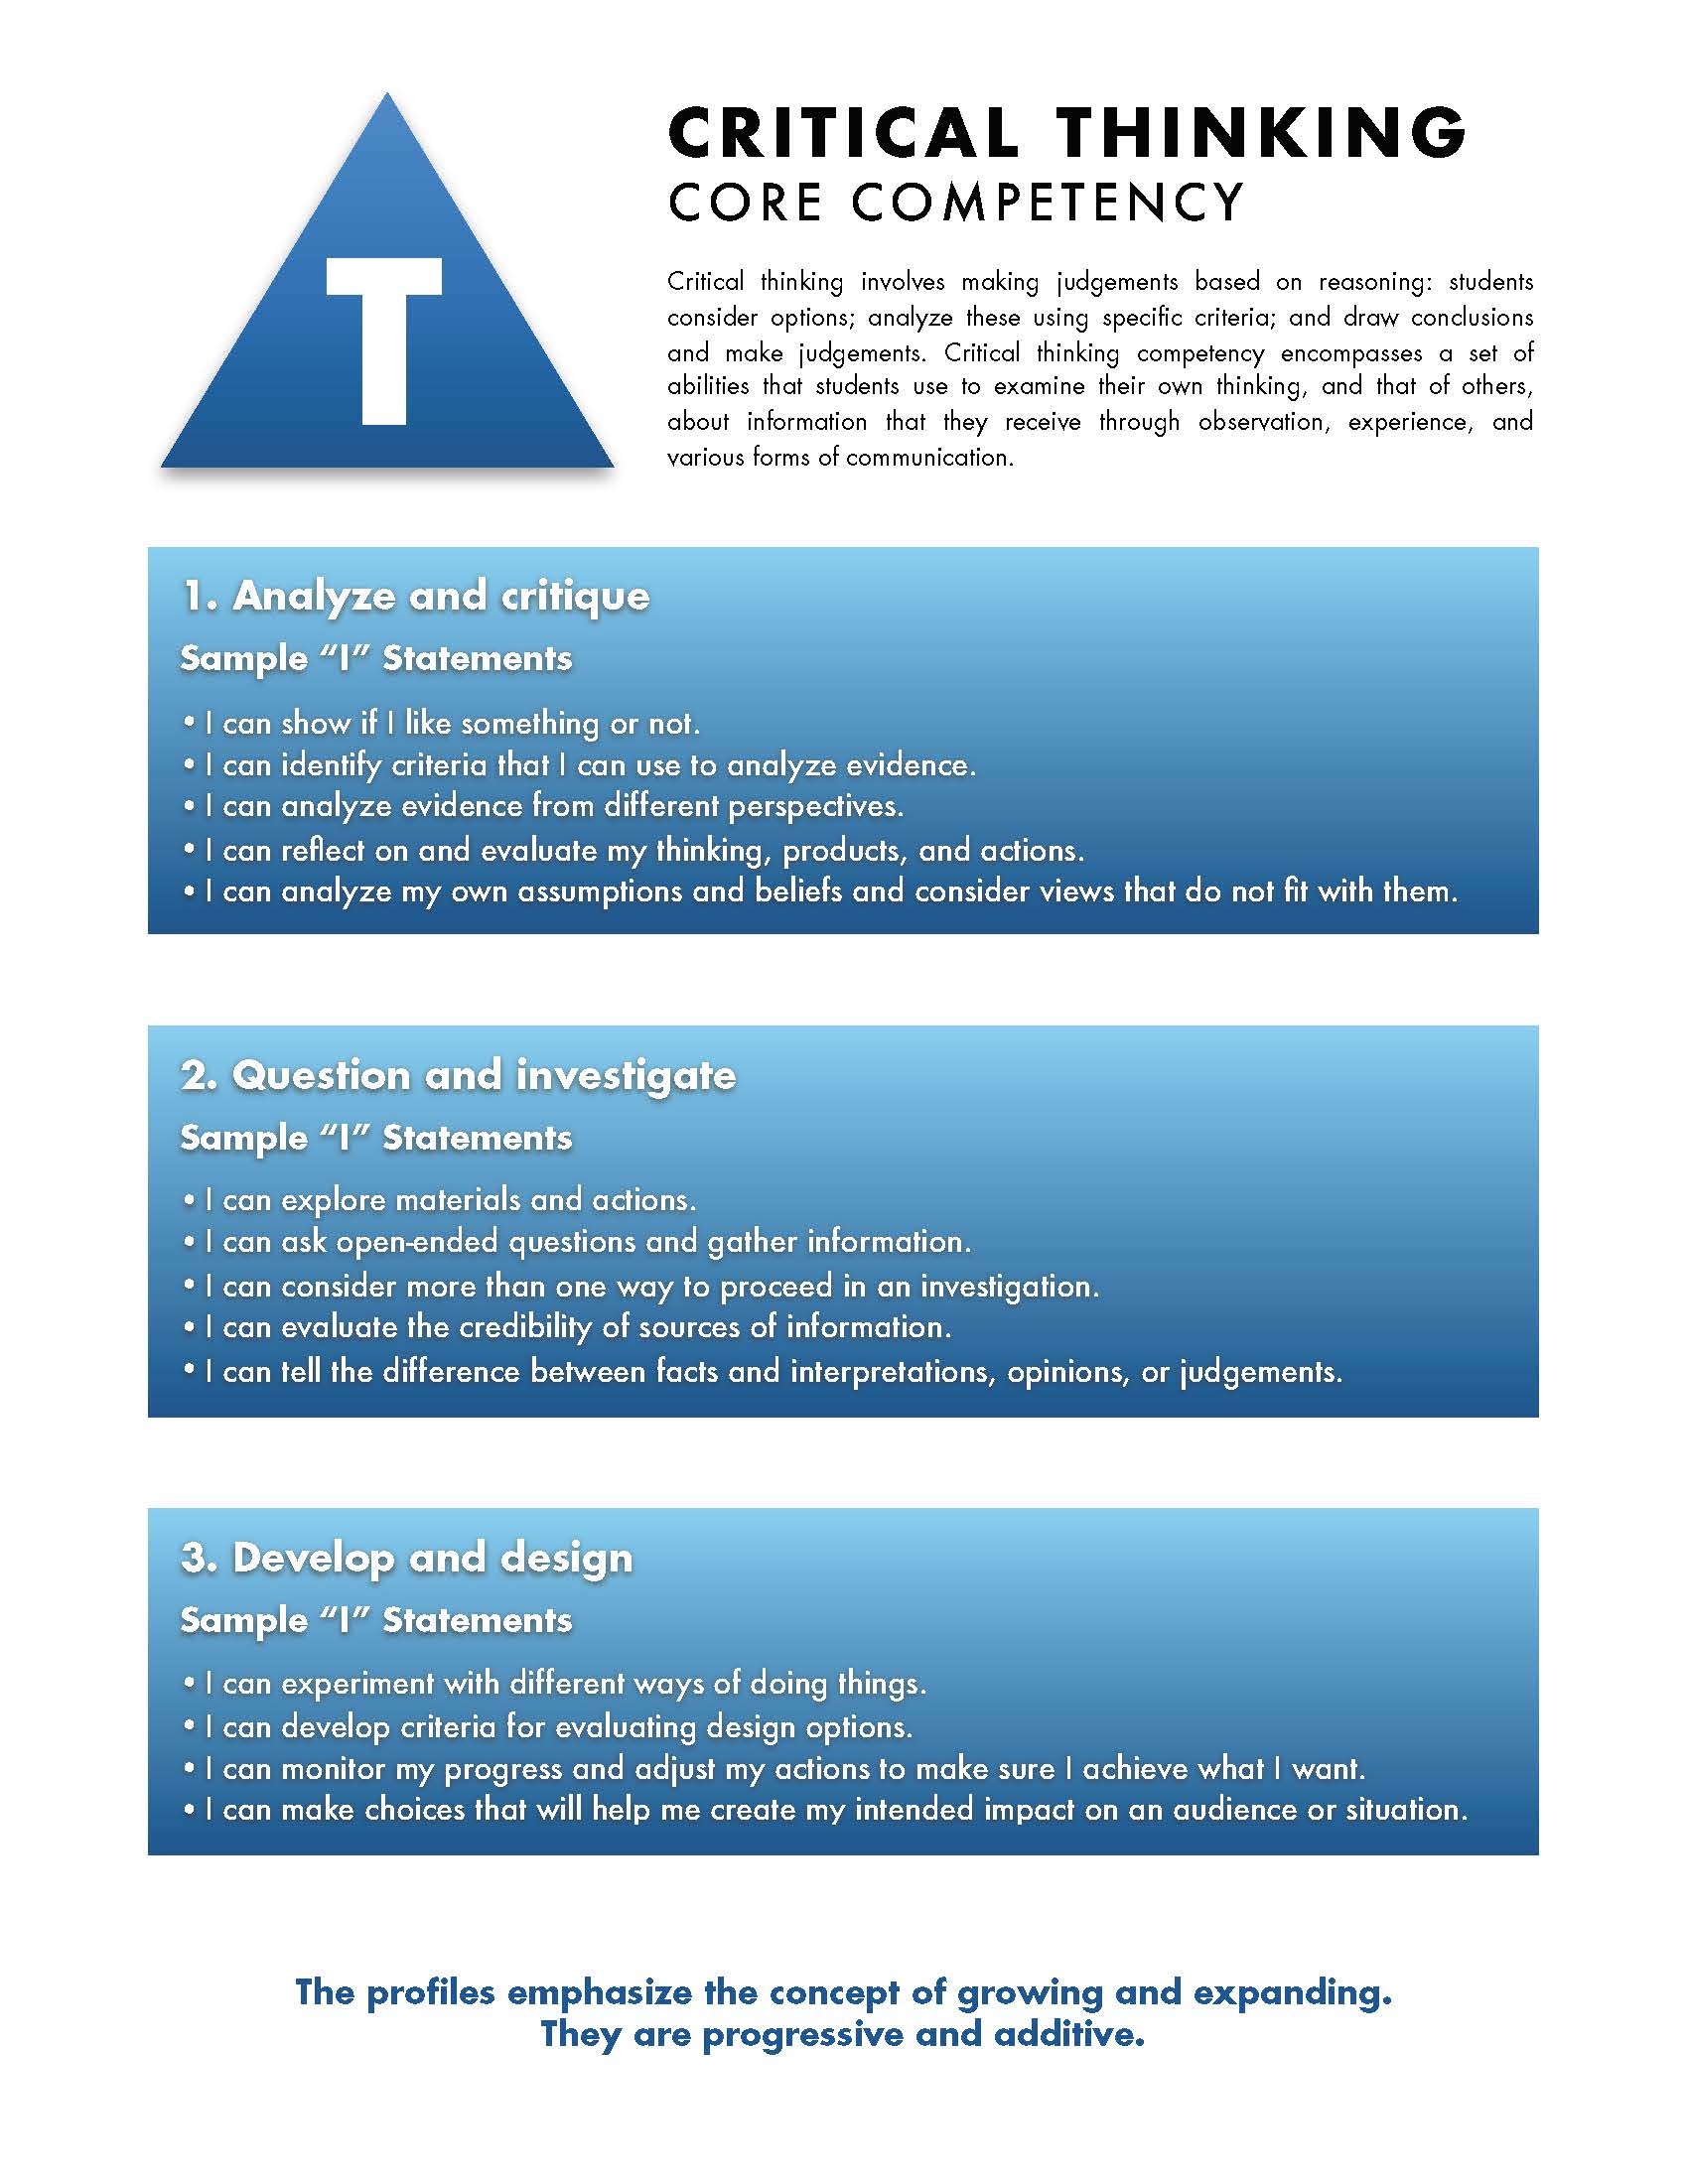 T
CRITICAL THINKING
CORE COMPETENCY
Critical thinking involves making judgements based on reasoning: students
consider options; analyze these using specific criteria; and draw conclusions
and make judgements. Critical thinking competency encompasses a set of
abilities that students use to examine their own thinking, and that of others,
about information that they receive through observation, experience, and
various forms of communication.
1. Analyze and critique
Sample “I” Statements
• I can show if I like something or not.
• I can identify criteria that I can use to analyze evidence.
• I can analyze evidence from different perspectives.
• I can reflect on and evaluate my thinking, products, and actions.
• I can analyze my own assumptions and beliefs and consider views that do not fit with them.
2. Question and investigate
Sample “I” Statements
• I can explore materials and actions.
• I can ask open-ended questions and gather information.
• I can consider more than one way to proceed in an investigation.
• I can evaluate the credibility of sources of information.
• I can tell the difference between facts and interpretations, opinions, or judgements.
3. Develop and design
Sample “I” Statements
• I can experiment with different ways of doing things.
• I can develop criteria for evaluating design options.
• I can monitor my progress and adjust my actions to make sure I achieve what I want.
• I can make choices that will help me create my intended impact on an audience or situation.
The profiles emphasize the concept of growing and expanding.
They are progressive and additive.